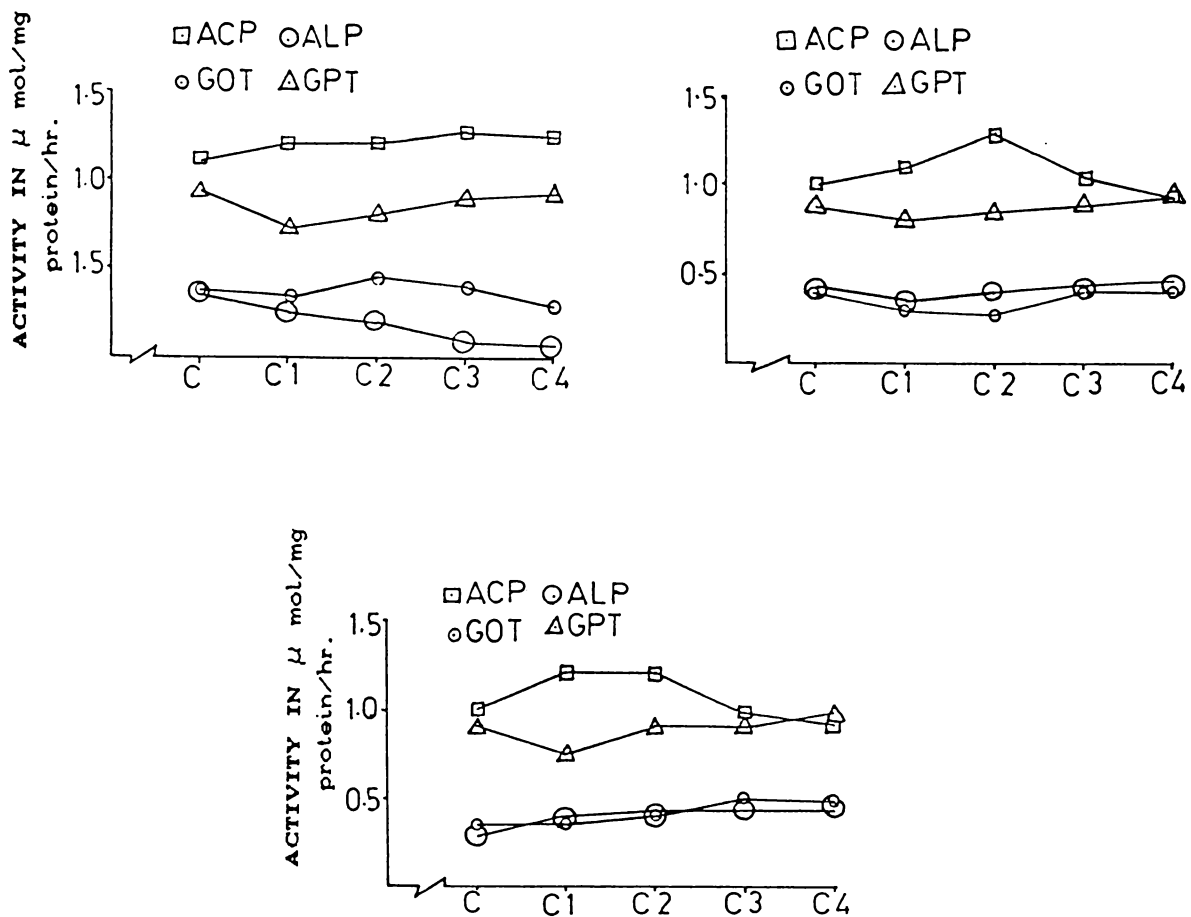 ACTIVITY IN μ mol/mg
protein/hr.
ACP ALP
GOT GPT
1.5
1.0
1.5
C C1 C2 C3 C4
ACP ALP
GOT GPT
1.5
1.0
0.5
C C1 C2 C3 C4
ACTIVITY IN μ mol/mg
protein/hr.
ACP ALP
GOT GPT
1.5
1.0
0.5
C C1 C2 C3 C4